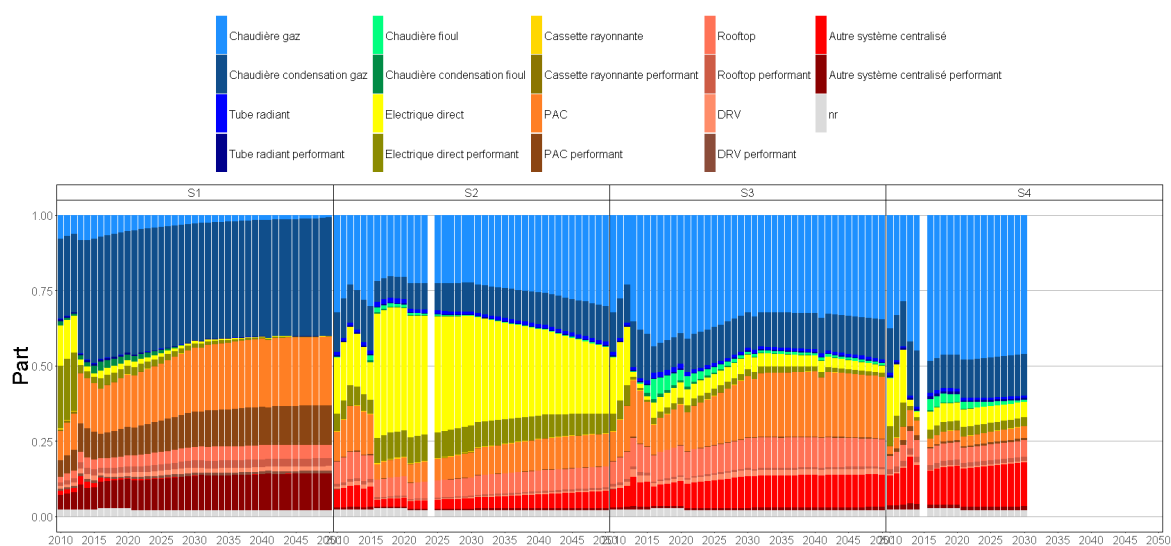 Chaudière gaz Chaudière fioul Cassette rayonnante Rooftop Autre système centralisé
Chaudière condensation gaz Chaudière condensation fioul Cassette rayonnante performant Rooftop performant Autre système centralisé performant
Tube radiant Electrique direct PAC DRV nr
Tube radiant performant Electrique direct performant PAC performant DRV performant
S1 S2 S3 S4
1.00
0.75
0.50
0.25
0.00
Part
2010 2015 2020 2025 2030 2035 2040 2045 2010 2015 2020 2025 2030 2035 2040 2045 2010 2015 2020 2025 2030 2035 2040 2045 2015 2020 2025 2030 2035 2040 2045 2050